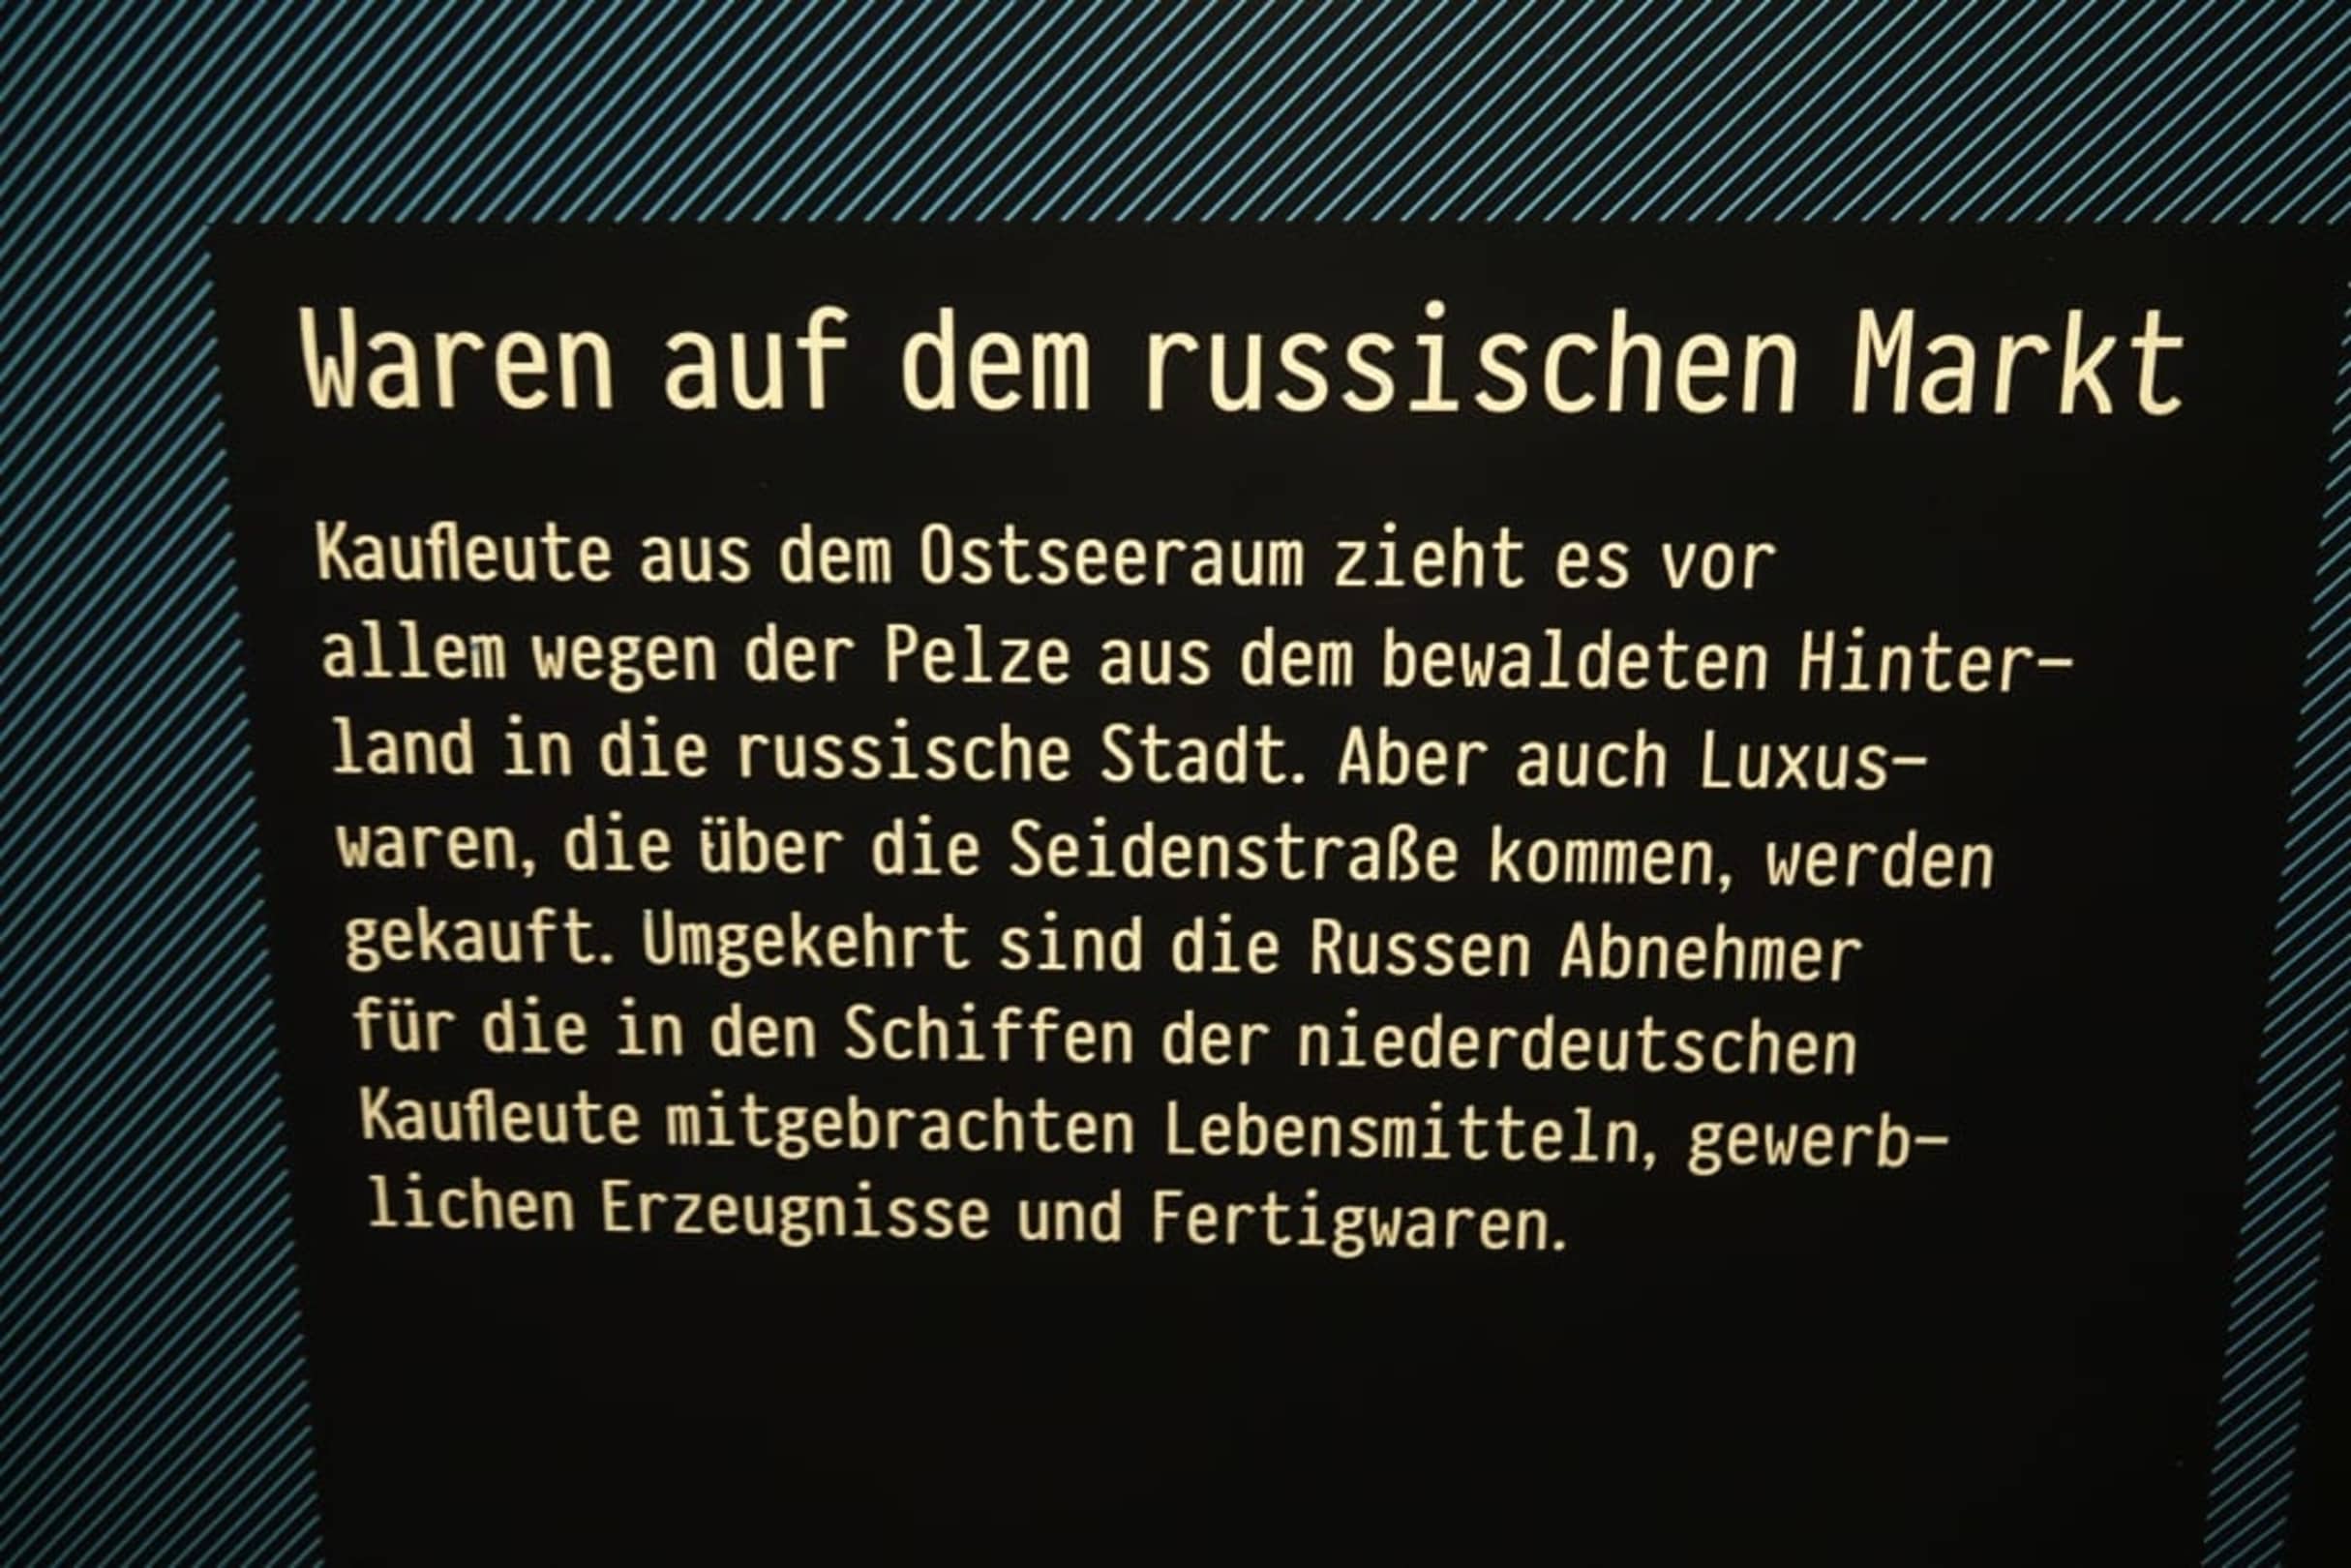 Waren auf dem russischen Markt
Kaufleute aus dem Ostseeraum zieht es vor
allem wegen der Pelze aus dem bewaldeten Hinter-
land in die russische Stadt. Aber auch Luxus-
waren, die über die Seidenstraße kommen, werden
gekauft. Umgekehrt sind die Russen Abnehmer
für die in den Schiffen der niederdeutschen
Kaufleute mitgebrachten Lebensmitteln, gewerb-
lichen Erzeugnisse und Fertigwaren.